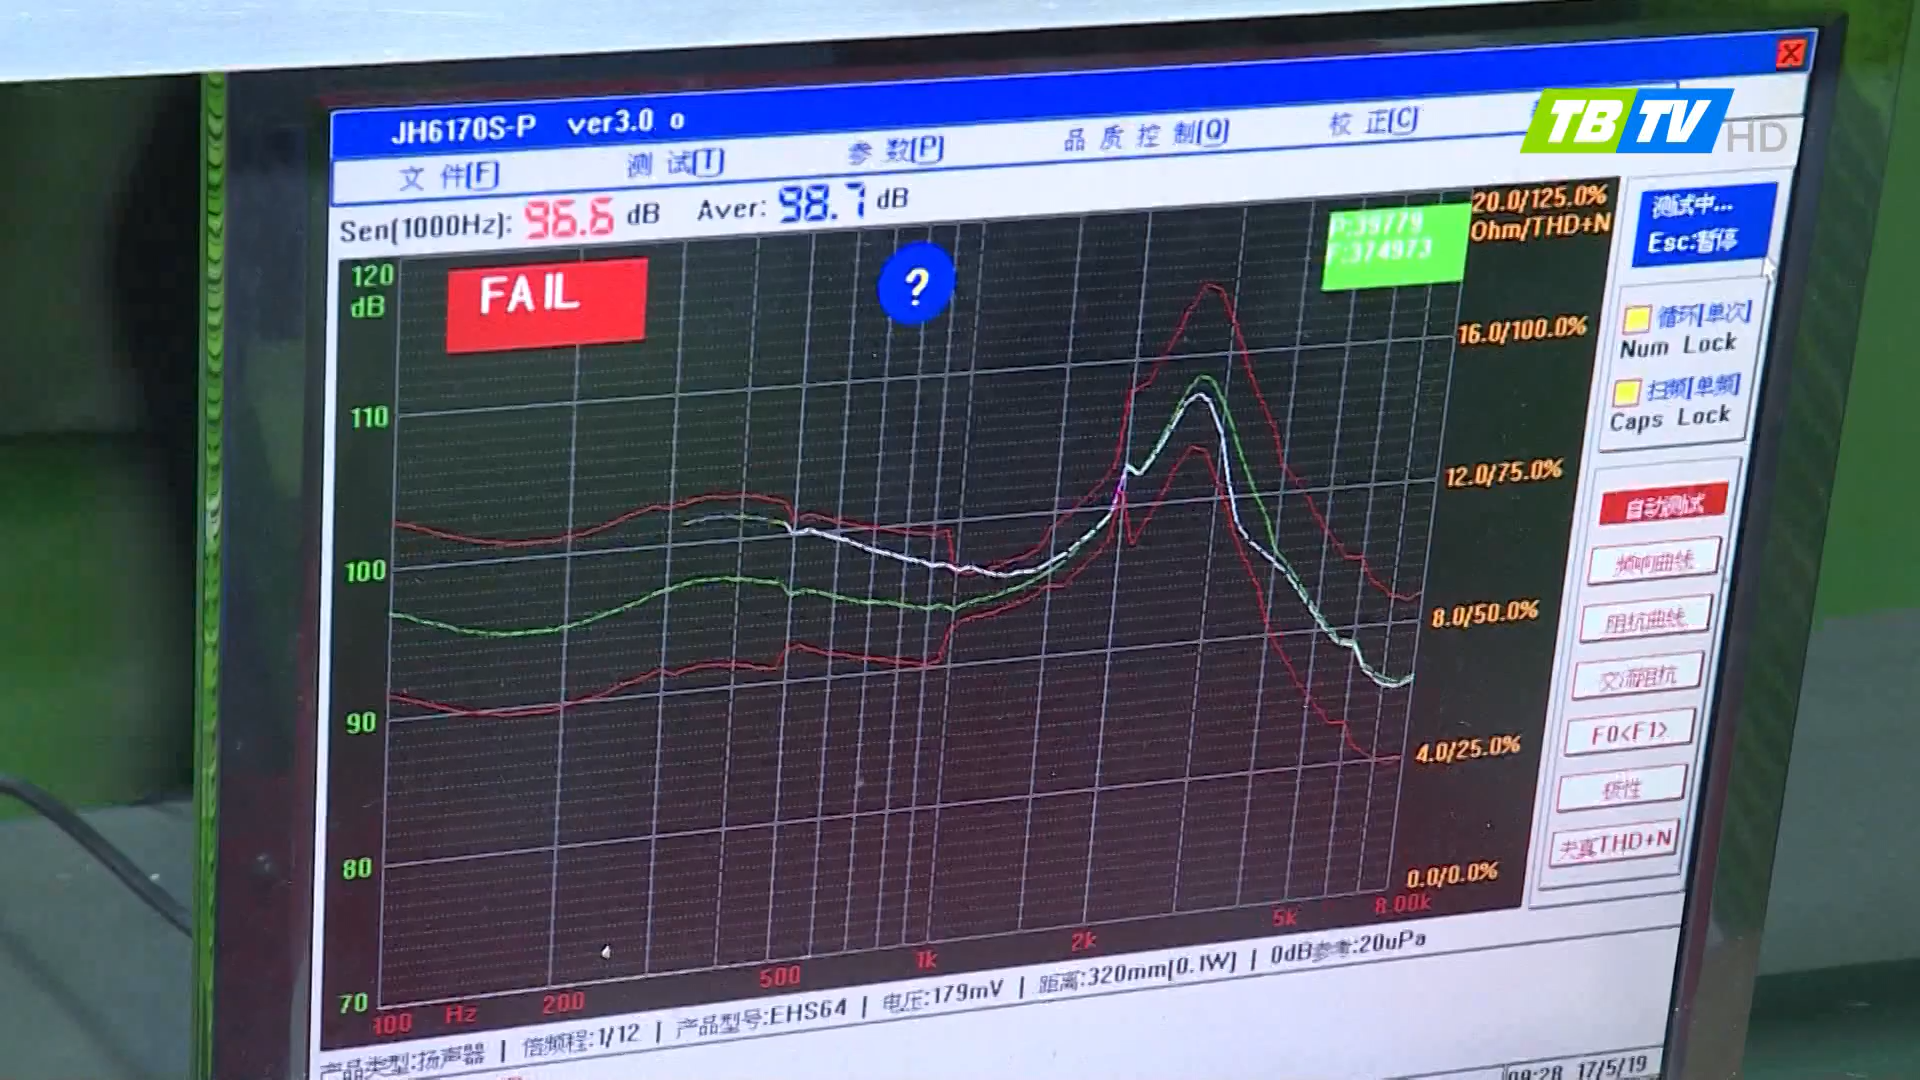 JH6170S-P ver3.0 o
TBTV HD
文 件[F] 测 试[T] 参 数[P] 品 质 控 制[Q] 校 正[C]
Sen[1000Hz]: 96.6 dB Aver: 98.7 dB
FAIL
?
P:39779
F:374973
20.0/125.0%
Ohm/THD+N
16.0/100.0%
12.0/75.0%
8.0/50.0%
4.0/25.0%
0.0/0.0%
120
dB
110
100
90
80
70
100 Hz 200 500 1k 2k 5k 8.00k
测试中...
Esc:暂停
循环[单次]
Num Lock
扫频[单频]
Caps Lock
自动测试
频响曲线
阻抗曲线
交流阻抗
F0<F1>
极性
失真THD+N
产品类型:扬声器 | 倍频程:1/12 | 产品型号:EHS64 | 电压:179mV | 距离:320mm[0.1W] | 0dB参考:20uPa
09:28 17/5/19